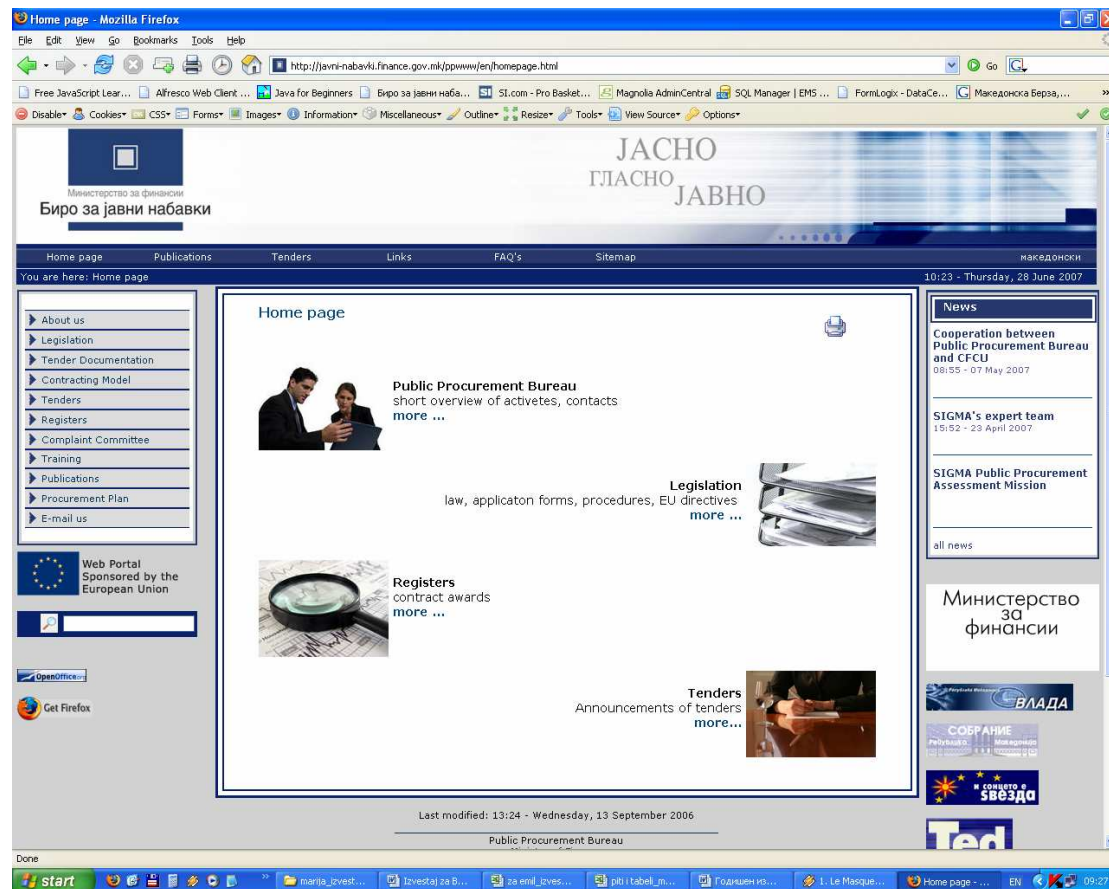 Home page - Mozilla Firefox
File Edit View Go Bookmarks Tools Help
http://javni-nabavki.finance.gov.mk/ppwww/en/homepage.html
Go
Free JavaScript Lear... Alfresco Web Client ... Java for Beginners Биро за јавни наба... SI.com - Pro Basket... Magnolia AdminCentral SQL Manager | EMS ... FormLogix - DataCe... Македонска Берза,... »
Disable Cookies CSS Forms Images Information Miscellaneous Outline Resize Tools View Source Options
ЈАСНО
ГЛАСНО
ЈАВНО
Министерство за финансии
Биро за јавни набавки
Home page Publications Tenders Links FAQ's Sitemap македонски
You are here: Home page 10:23 - Thursday, 28 June 2007
About us
Legislation
Tender Documentation
Contracting Model
Tenders
Registers
Complaint Committee
Training
Publications
Procurement Plan
E-mail us
Web Portal
Sponsored by the
European Union
OpenOffice.org
Get Firefox
Home page
Public Procurement Bureau
short overview of activetes, contacts
more ...
Legislation
law, applicaton forms, procedures, EU directives
more ...
Registers
contract awards
more ...
Tenders
Announcements of tenders
more...
Last modified: 13:24 - Wednesday, 13 September 2006
Public Procurement Bureau
News
Cooperation between
Public Procurement Bureau
and CFCU
08:55 - 07 May 2007
SIGMA's expert team
15:52 - 23 April 2007
SIGMA Public Procurement
Assessment Mission
all news
Министерство
за
финансии
ВЛАДА
СОБРАНИЕ
Република Македонија
и сонцето е
ѕвезда
Ted
Done
start marija_izvest... Izvestaj za B... za emil_izves... piti i tabeli_m... Годишен из... 1. Le Masque... Home page - ... EN 09:27